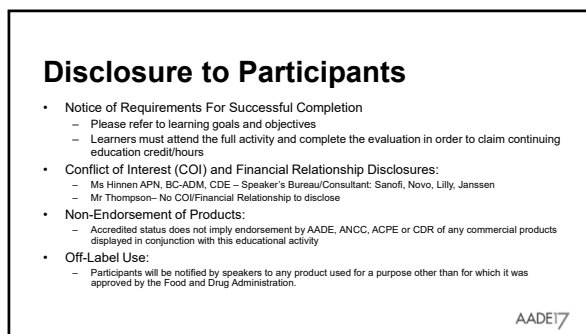 Disclosure to Participants
• Notice of Requirements For Successful Completion
– Please refer to learning goals and objectives
– Learners must attend the full activity and complete the evaluation in order to claim continuing
education credit/hours
• Conflict of Interest (COI) and Financial Relationship Disclosures:
– Ms Hinnen APN, BC-ADM, CDE – Speaker's Bureau/Consultant: Sanofi, Novo, Lilly, Janssen
– Mr Thompson– No COI/Financial Relationship to disclose
• Non-Endorsement of Products:
– Accredited status does not imply endorsement by AADE, ANCC, ACPE or CDR of any commercial products
displayed in conjunction with this educational activity
• Off-Label Use:
– Participants will be notified by speakers to any product used for a purpose other than for which it was
approved by the Food and Drug Administration.
AADE17